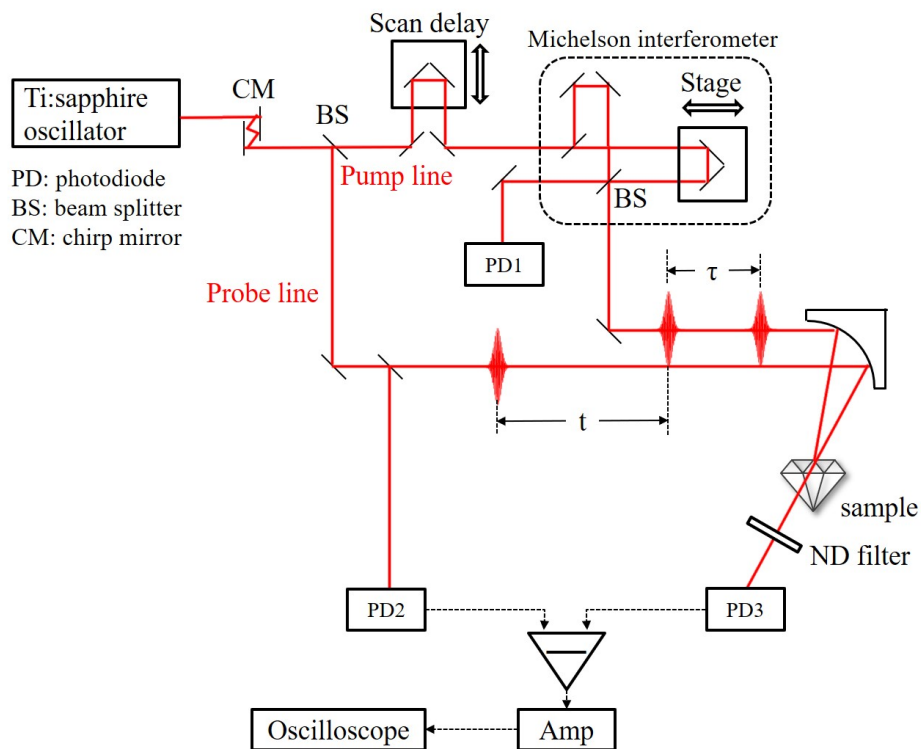 Scan delay
Michelson interferometer
Stage
Ti:sapphire
oscillator
CM
BS
PD: photodiode
BS: beam splitter
CM: chirp mirror
Pump line
BS
PD1
Probe line
τ
t
sample
ND filter
PD2
PD3
Oscilloscope
Amp